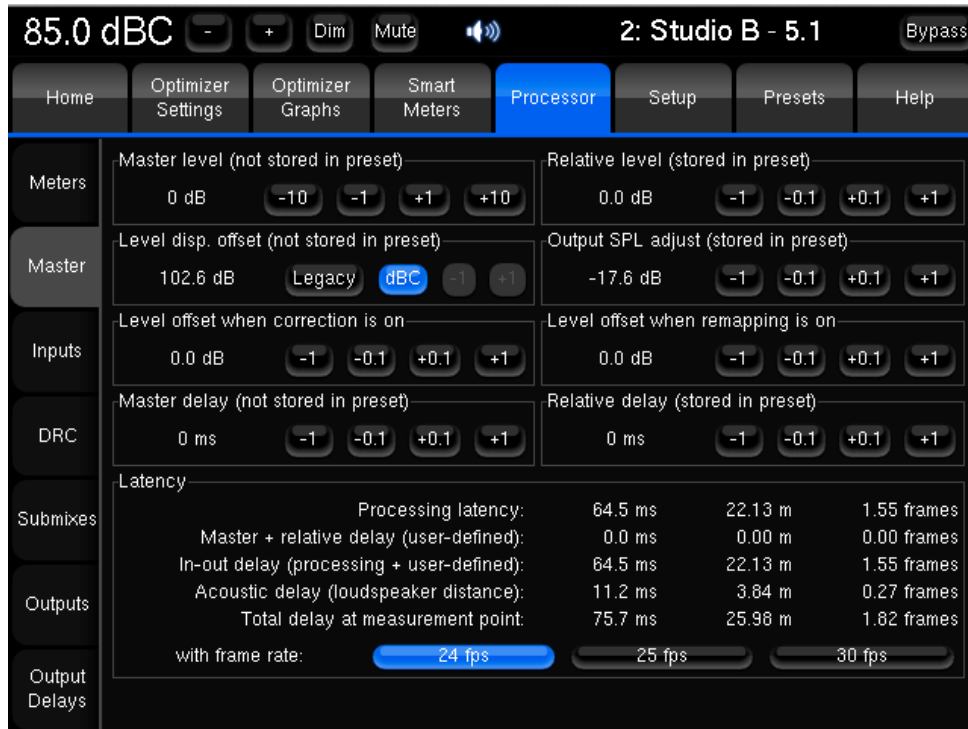 85.0 dBC - + Dim Mute 2: Studio B - 5.1 Bypass
Home Optimizer Settings Optimizer Graphs Smart Meters Processor Setup Presets Help
Meters
Master
Inputs
DRC
Submixes
Outputs
Output Delays
Master level (not stored in preset)
0 dB -10 -1 +1 +10
Relative level (stored in preset)
0.0 dB -1 -0.1 +0.1 +1
Level disp. offset (not stored in preset)
102.6 dB Legacy dBC -1 +1
Output SPL adjust (stored in preset)
-17.6 dB -1 -0.1 +0.1 +1
Level offset when correction is on
0.0 dB -1 -0.1 +0.1 +1
Level offset when remapping is on
0.0 dB -1 -0.1 +0.1 +1
Master delay (not stored in preset)
0 ms -1 -0.1 +0.1 +1
Relative delay (stored in preset)
0 ms -1 -0.1 +0.1 +1
Latency
Processing latency: 64.5 ms 22.13 m 1.55 frames
Master + relative delay (user-defined): 0.0 ms 0.00 m 0.00 frames
In-out delay (processing + user-defined): 64.5 ms 22.13 m 1.55 frames
Acoustic delay (loudspeaker distance): 11.2 ms 3.84 m 0.27 frames
Total delay at measurement point: 75.7 ms 25.98 m 1.82 frames
with frame rate: 24 fps 25 fps 30 fps